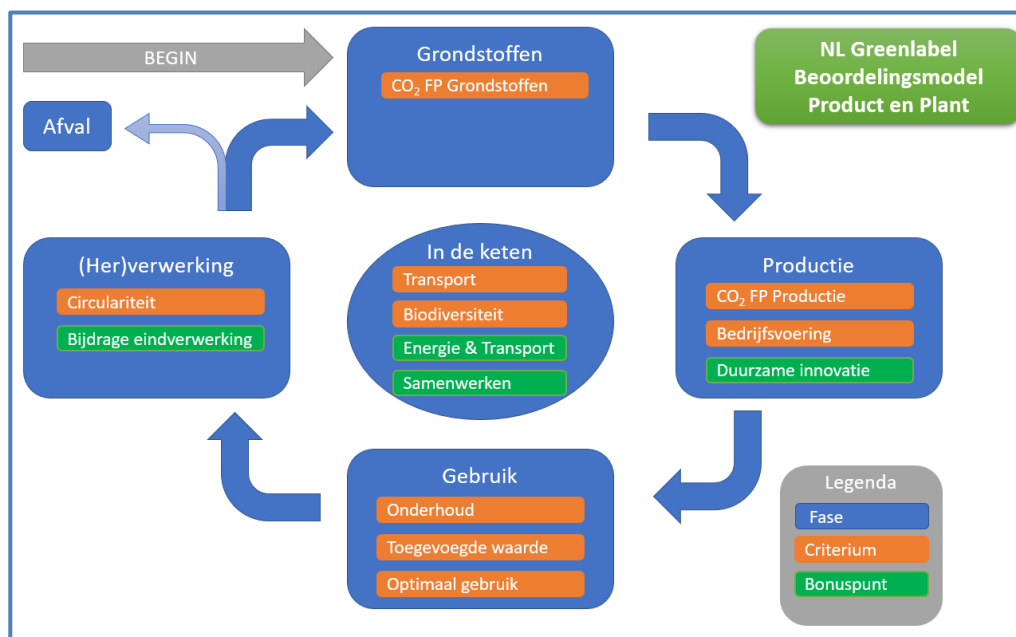 BEGIN
Grondstoffen
CO₂ FP Grondstoffen
NL Greenlabel
Beoordelingsmodel
Product en Plant
Afval
(Her)verwerking
Circulariteit
Bijdrage eindverwerking
In de keten
Transport
Biodiversiteit
Energie & Transport
Samenwerken
Productie
CO₂ FP Productie
Bedrijfsvoering
Duurzame innovatie
Gebruik
Onderhoud
Toegevoegde waarde
Optimaal gebruik
Legenda
Fase
Criterium
Bonuspunt